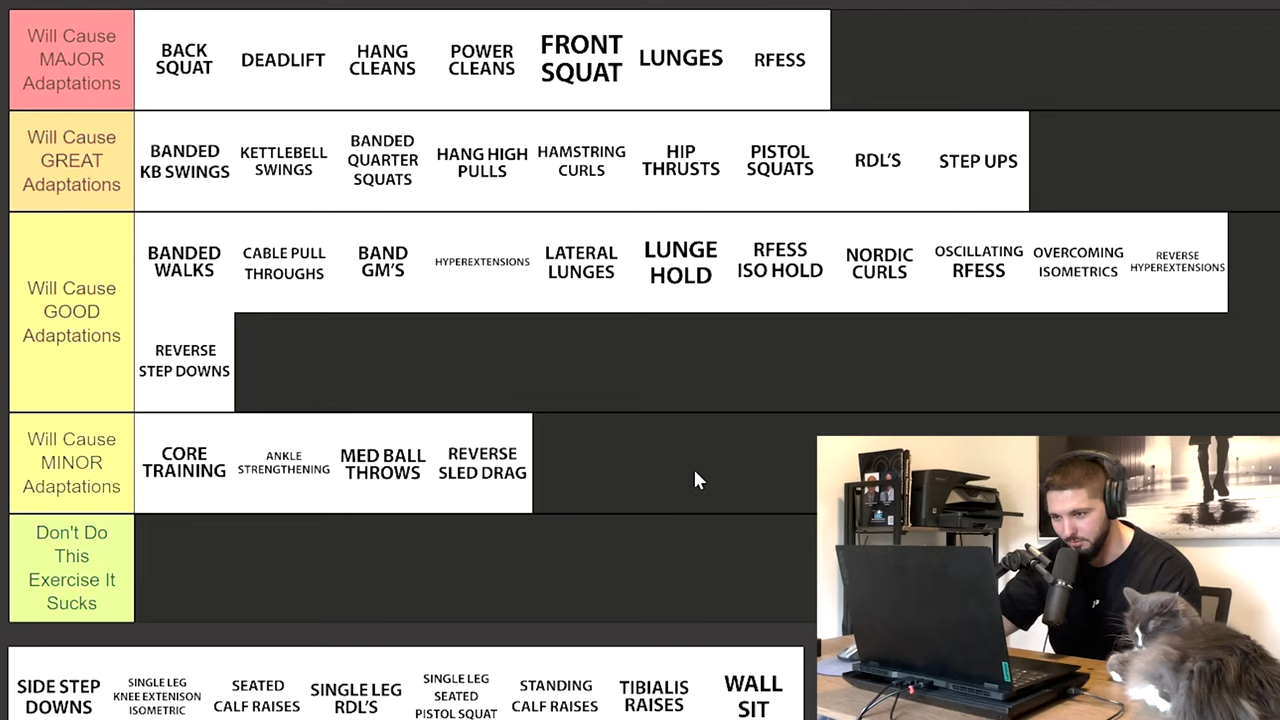 Will Cause
MAJOR
Adaptations
BACK
SQUAT
DEADLIFT
HANG
CLEANS
POWER
CLEANS
FRONT
SQUAT
LUNGES
RFESS
Will Cause
GREAT
Adaptations
BANDED
KB SWINGS
KETTLEBELL
SWINGS
BANDED
QUARTER
SQUATS
HANG HIGH
PULLS
HAMSTRING
CURLS
HIP
THRUSTS
PISTOL
SQUATS
RDL'S
STEP UPS
Will Cause
GOOD
Adaptations
BANDED
WALKS
CABLE PULL
THROUGHS
BAND
GM'S
HYPEREXTENSIONS
LATERAL
LUNGES
LUNGE
HOLD
RFESS
ISO HOLD
NORDIC
CURLS
OSCILLATING
RFESS
OVERCOMING
ISOMETRICS
REVERSE
HYPEREXTENSIONS
REVERSE
STEP DOWNS
Will Cause
MINOR
Adaptations
CORE
TRAINING
ANKLE
STRENGTHENING
MED BALL
THROWS
REVERSE
SLED DRAG
Don't Do
This
Exercise It
Sucks
SIDE STEP
DOWNS
SINGLE LEG
KNEE EXTENISON
ISOMETRIC
SEATED
CALF RAISES
SINGLE LEG
RDL'S
SINGLE LEG
SEATED
PISTOL SQUAT
STANDING
CALF RAISES
TIBIALIS
RAISES
WALL
SIT